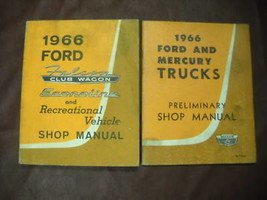 1966
FORD
Falcon
CLUB WAGON
Econoline
and
Recreational
Vehicle
SHOP MANUAL
1966
FORD AND
MERCURY
TRUCKS
PRELIMINARY
SHOP MANUAL